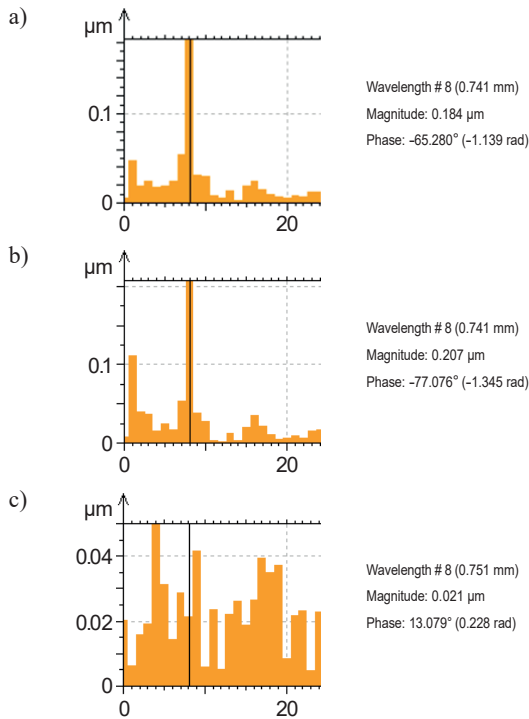 a)
µm
0.1
0
0
20
Wavelength # 8 (0.741 mm)
Magnitude: 0.184 µm
Phase: -65.280° (-1.139 rad)
b)
µm
0.1
0
0
20
Wavelength # 8 (0.741 mm)
Magnitude: 0.207 µm
Phase: -77.076° (-1.345 rad)
c)
µm
0.04
0.02
0
0
20
Wavelength # 8 (0.751 mm)
Magnitude: 0.021 µm
Phase: 13.079° (0.228 rad)